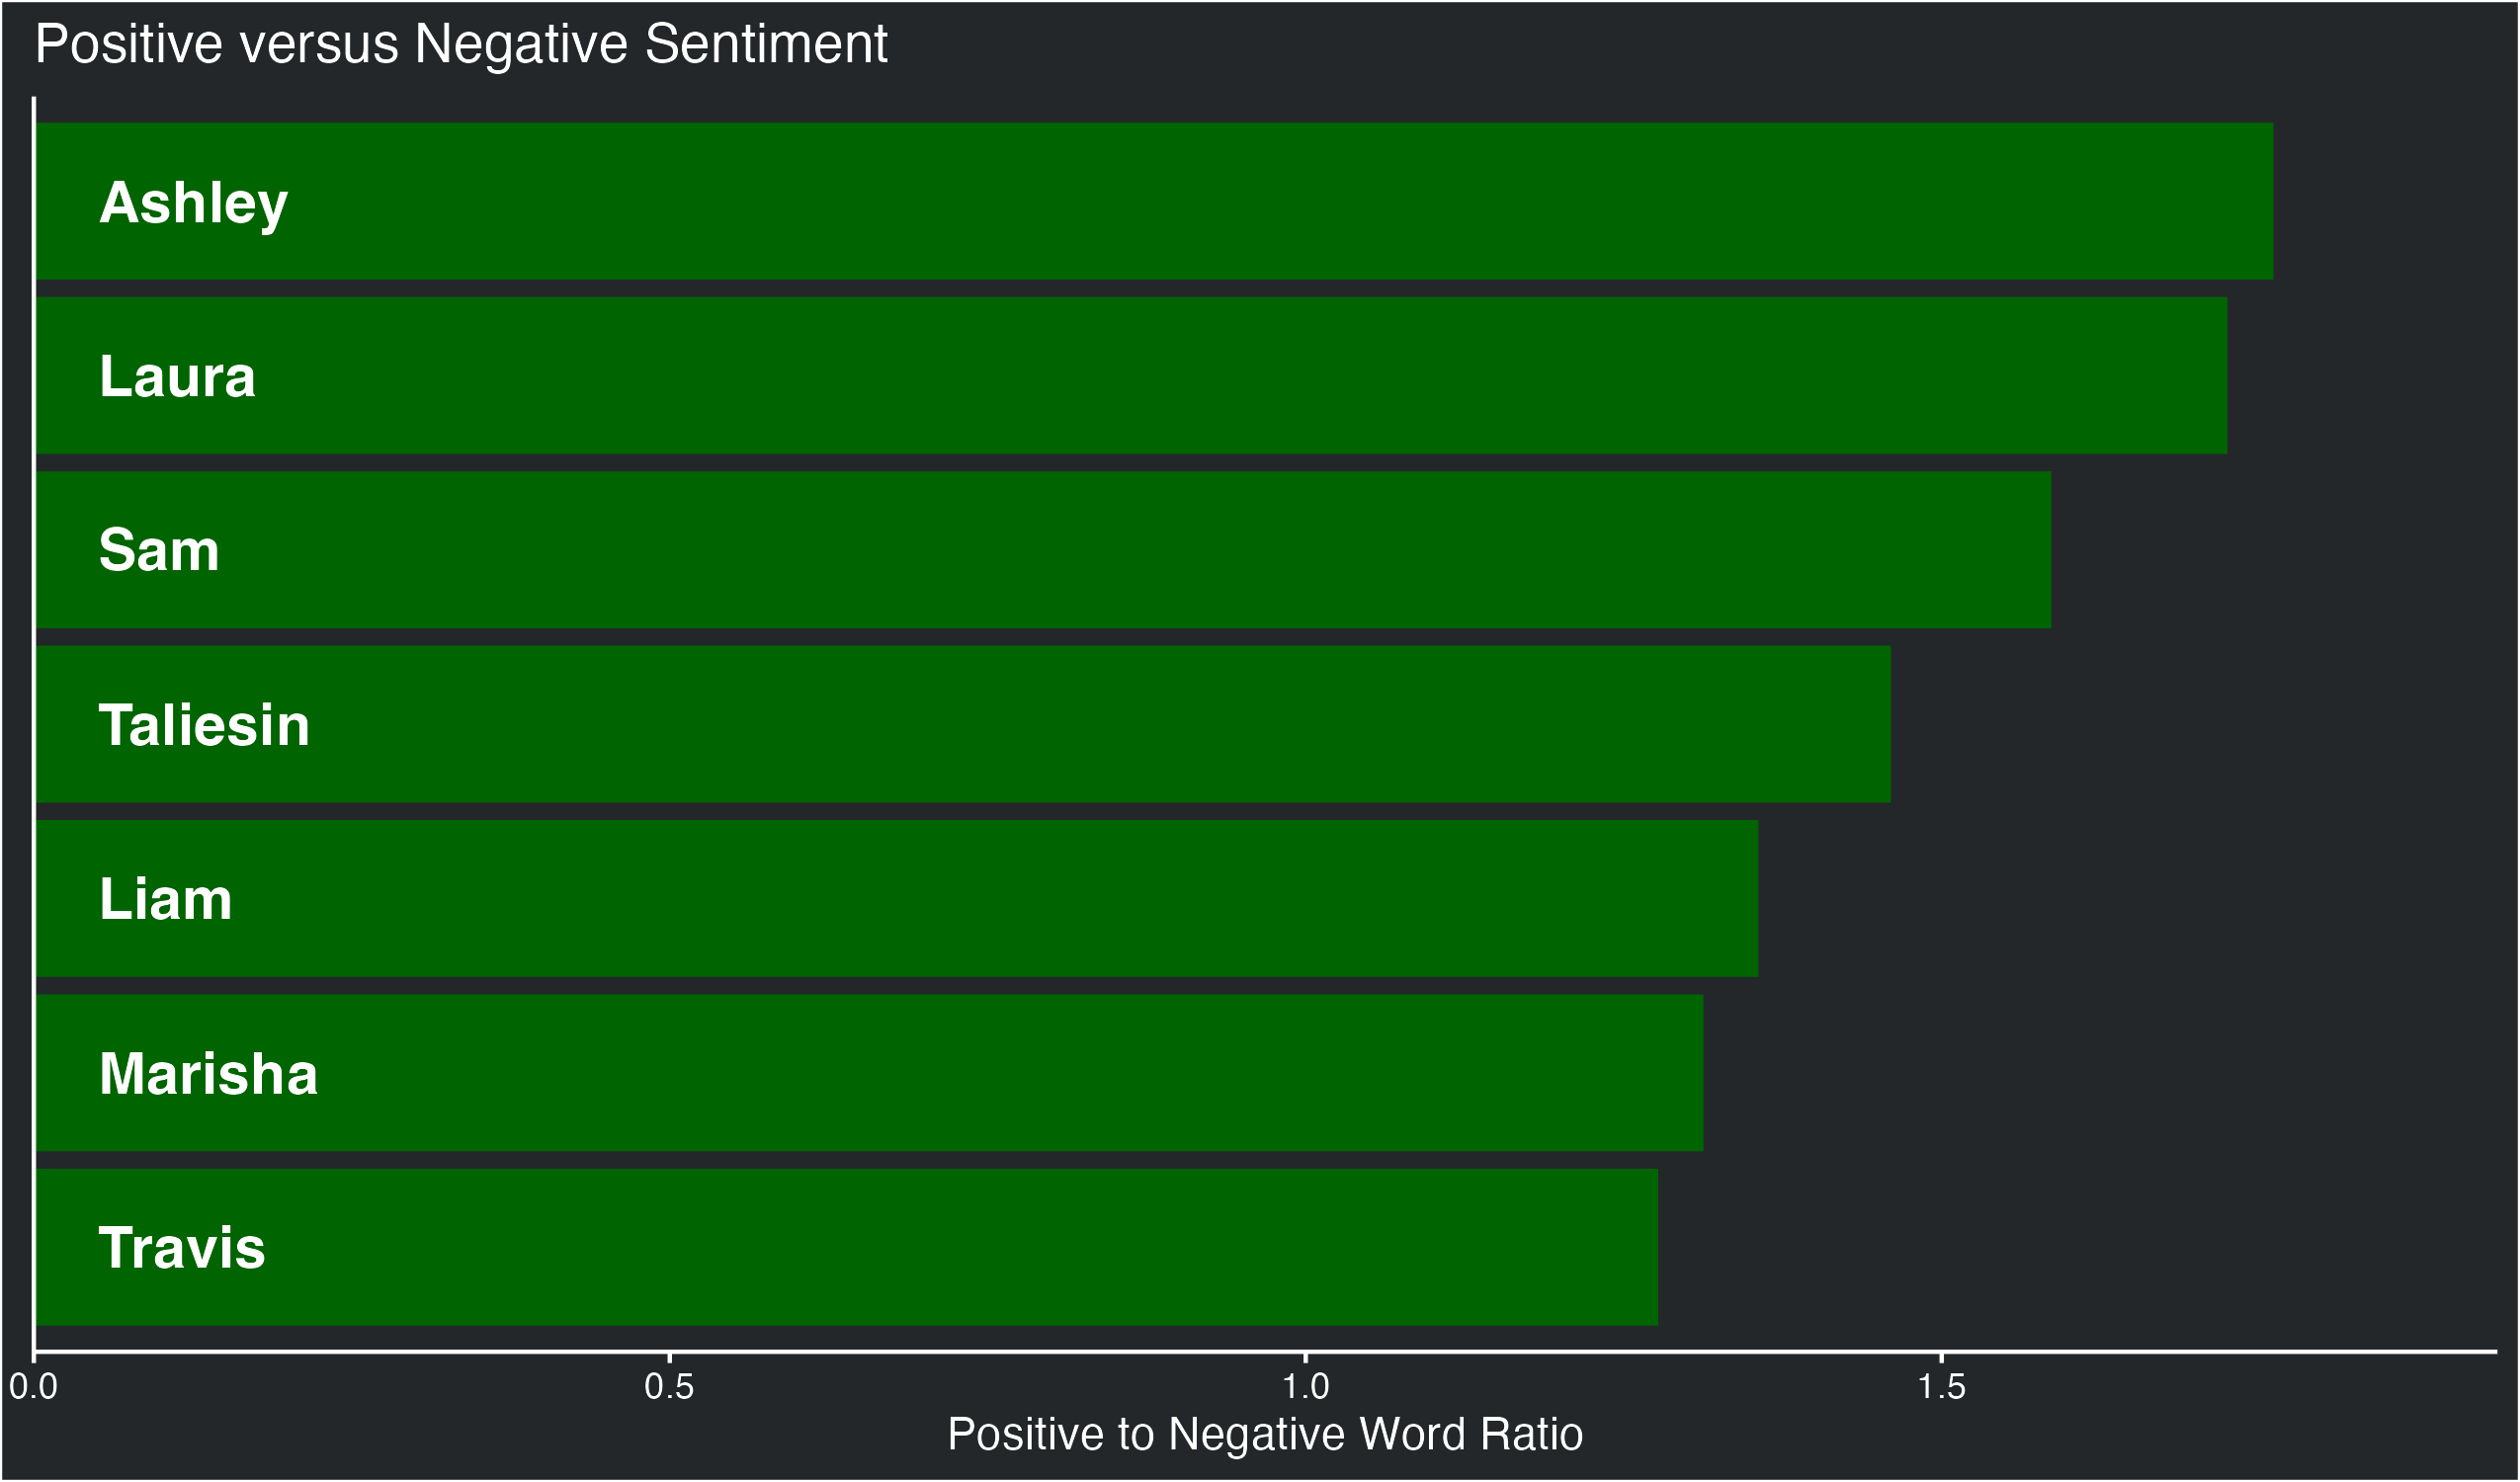 Positive versus Negative Sentiment
Ashley
Laura
Sam
Taliesin
Liam
Marisha
Travis
0.0 0.5 1.0 1.5
Positive to Negative Word Ratio